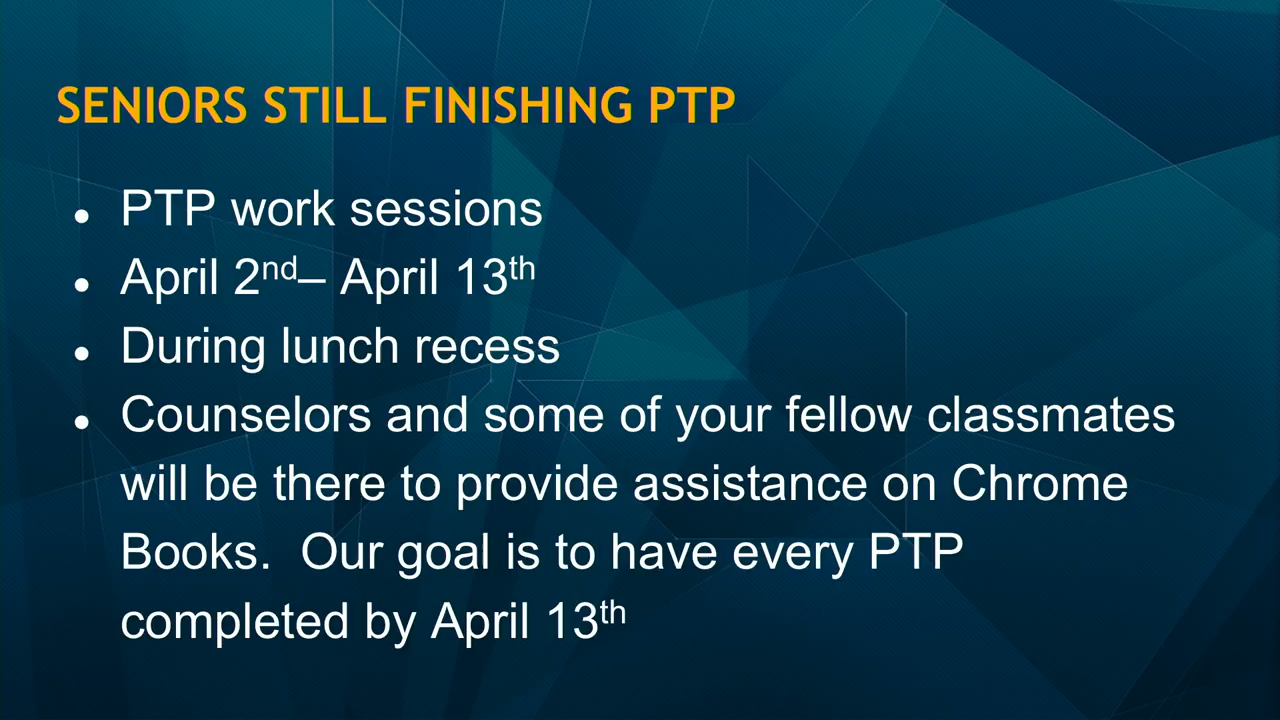 SENIORS STILL FINISHING PTP
● PTP work sessions
● April 2nd– April 13th
● During lunch recess
● Counselors and some of your fellow classmates
will be there to provide assistance on Chrome
Books.  Our goal is to have every PTP
completed by April 13th